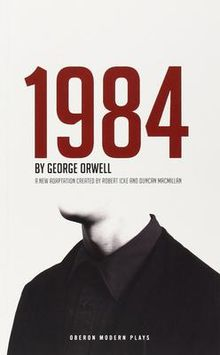 1984
BY GEORGE ORWELL
A NEW ADAPTATION CREATED BY ROBERT ICKE AND DUNCAN MACMILLAN
OBERON MODERN PLAYS